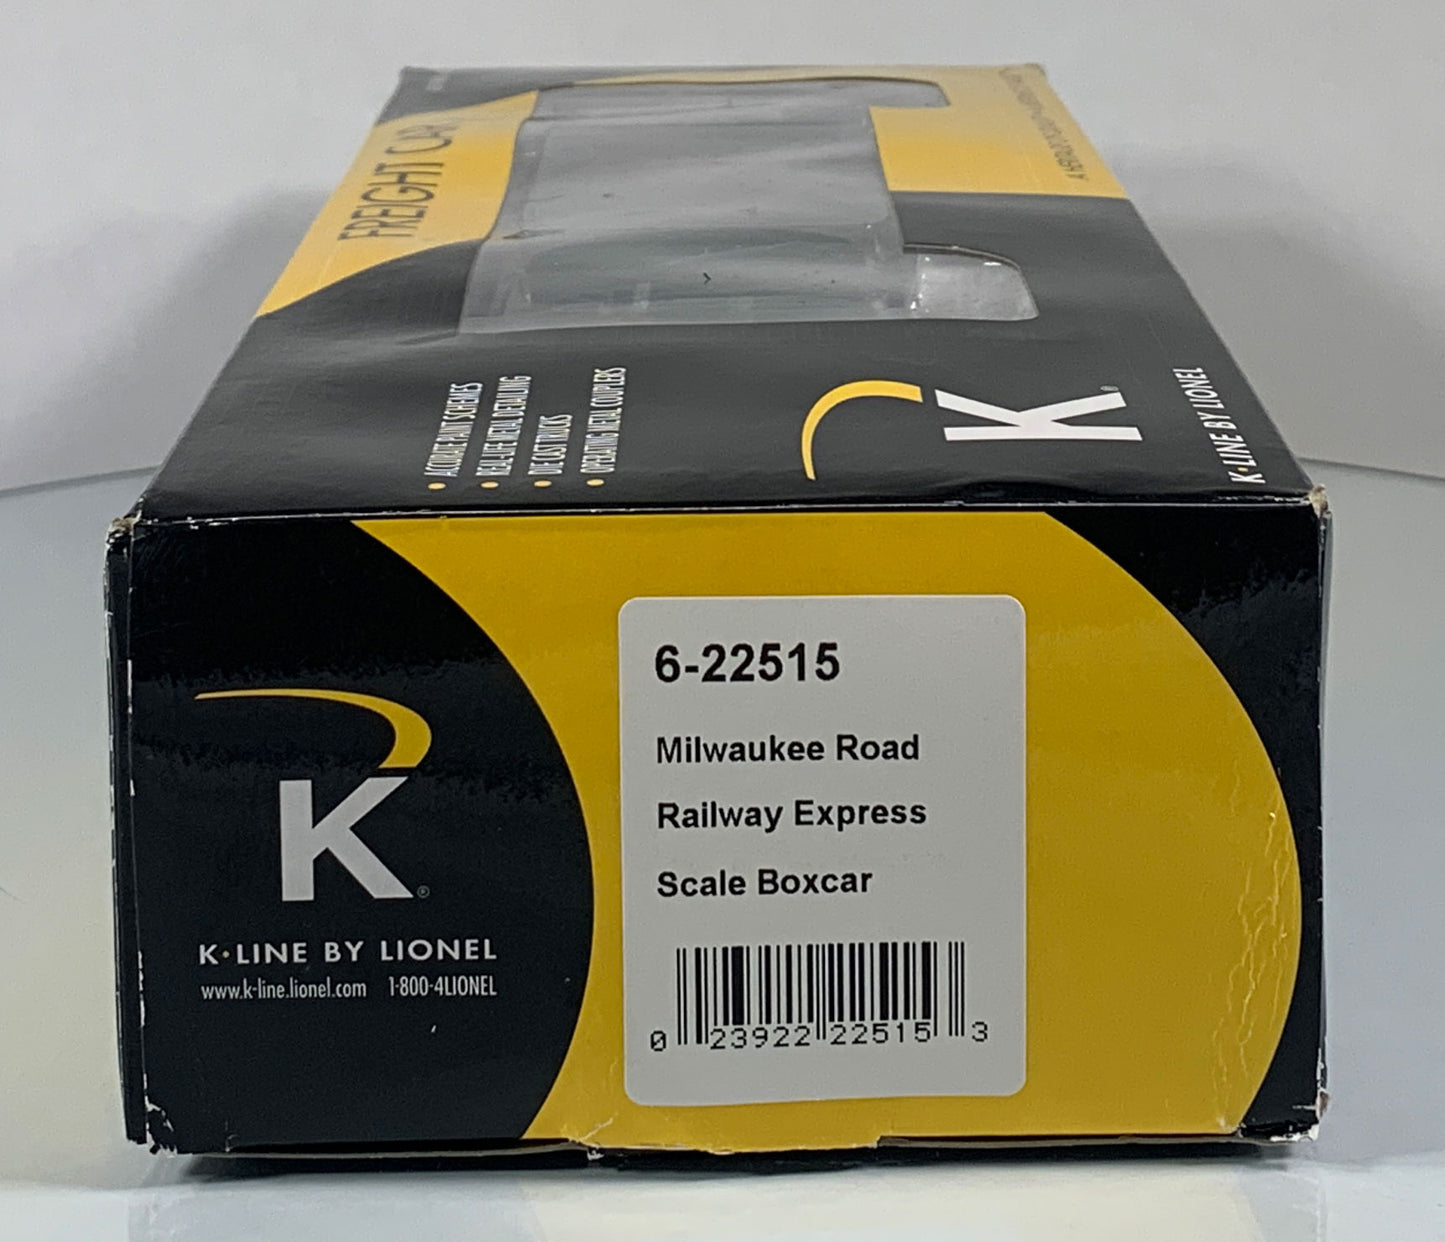 FREIGHT CAR
• ACCURATE PAINT SCHEMES
• REAL-LIFE METAL DETAILING
• DIE CAST TRUCKS
• OPERATING METAL COUPLERS
K®
K•LINE BY LIONEL
6-22515
Milwaukee Road
Railway Express
Scale Boxcar
0 23922 22515 3
K®
K•LINE BY LIONEL
www.k-line.lionel.com 1-800-4LIONEL